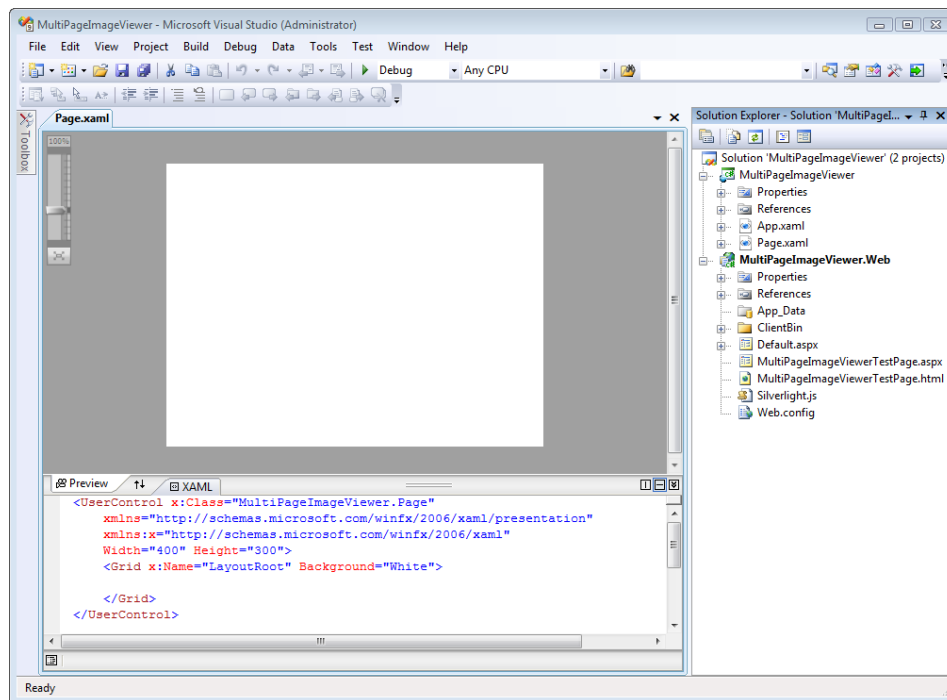 MultiPageImageViewer - Microsoft Visual Studio (Administrator)
File Edit View Project Build Debug Data Tools Test Window Help
Debug Any CPU
Toolbox
Page.xaml
100%
Preview XAML
<UserControl x:Class="MultiPageImageViewer.Page"
xmlns="http://schemas.microsoft.com/winfx/2006/xaml/presentation"
xmlns:x="http://schemas.microsoft.com/winfx/2006/xaml"
Width="400" Height="300">
<Grid x:Name="LayoutRoot" Background="White">
</Grid>
</UserControl>
Solution Explorer - Solution 'MultiPageI...
Solution 'MultiPageImageViewer' (2 projects)
MultiPageImageViewer
Properties
References
App.xaml
Page.xaml
MultiPageImageViewer.Web
Properties
References
App_Data
ClientBin
Default.aspx
MultiPageImageViewerTestPage.aspx
MultiPageImageViewerTestPage.html
Silverlight.js
Web.config
Ready